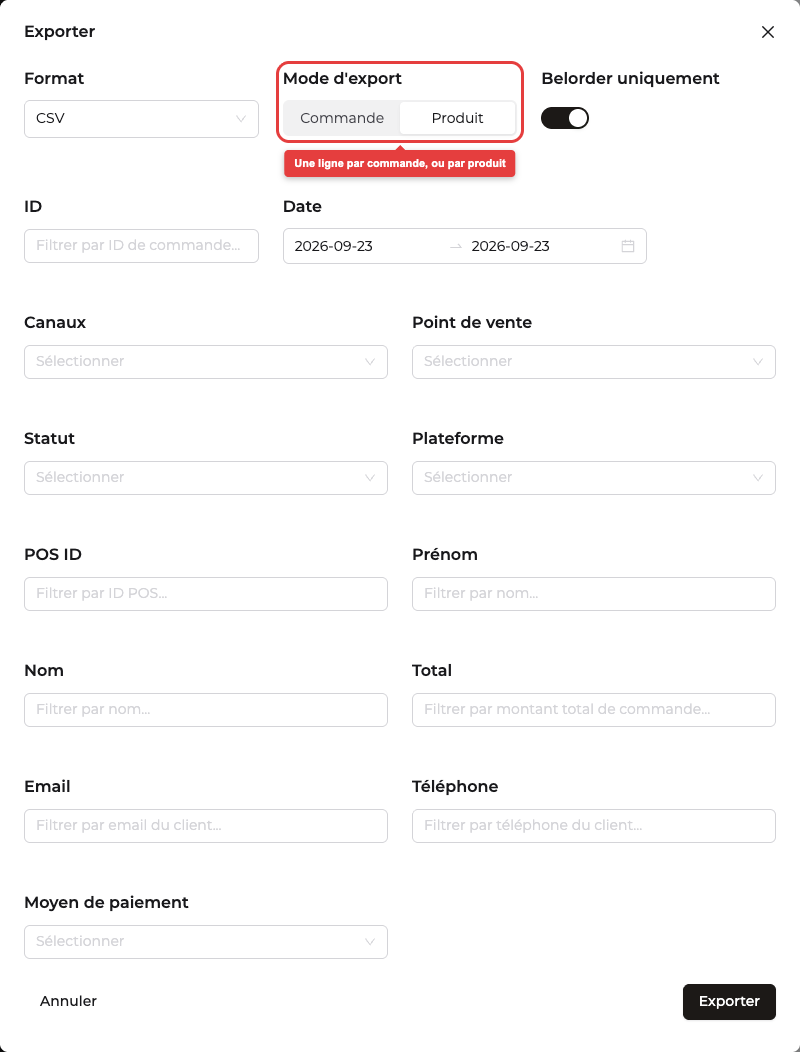 Exporter
Format
Mode d'export
Belorder uniquement
CSV
Commande
Produit
Une ligne par commande, ou par produit
ID
Date
Filtrer par ID de commande...
2026-09-23
2026-09-23
Canaux
Point de vente
Sélectionner
Sélectionner
Statut
Plateforme
Sélectionner
Sélectionner
POS ID
Prénom
Filtrer par ID POS...
Filtrer par nom...
Nom
Total
Filtrer par nom...
Filtrer par montant total de commande...
Email
Téléphone
Filtrer par email du client...
Filtrer par téléphone du client...
Moyen de paiement
Sélectionner
Annuler
Exporter